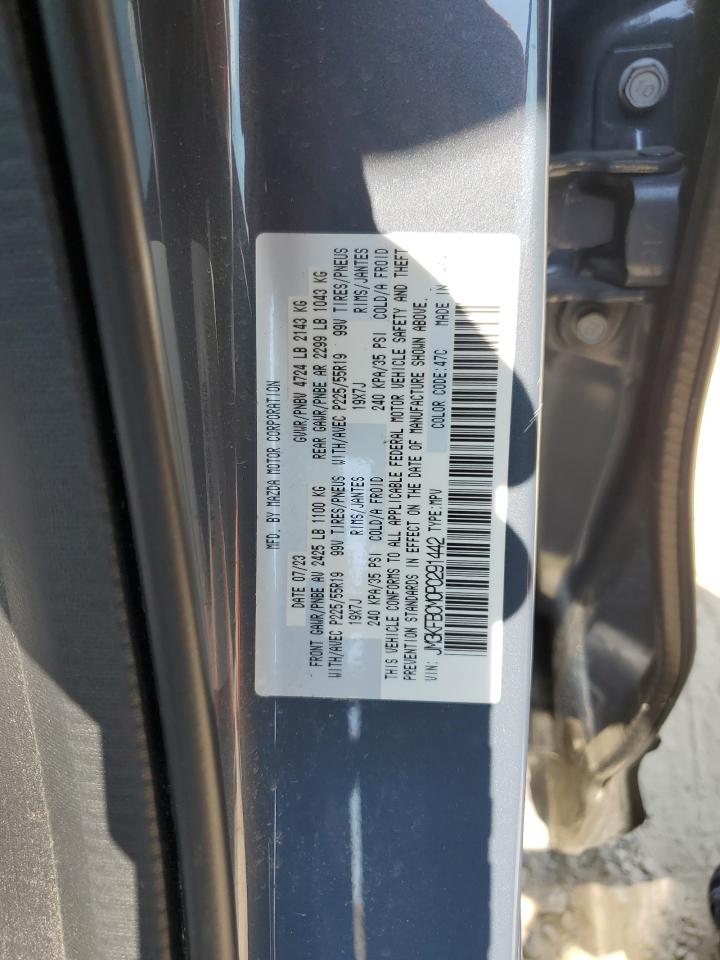 MFD. BY MAZDA MOTOR CORPORATION
DATE 07/23 GVWR/PNBV 4724 LB 2143 KG
FRONT GAWR/PNBE AV 2425 LB 1100 KG REAR GAWR/PNBE AR 2299 LB 1043 KG
WITH/AVEC P225/55R19 99V TIRES/PNEUS WITH/AVEC P225/55R19 99V TIRES/PNEUS
19X7J RIMS/JANTES 19X7J RIMS/JANTES
240 KPA/35 PSI COLD/A FROID 240 KPA/35 PSI COLD/A FROID
THIS VEHICLE CONFORMS TO ALL APPLICABLE FEDERAL MOTOR VEHICLE SAFETY AND THEFT
PREVENTION STANDARDS IN EFFECT ON THE DATE OF MANUFACTURE SHOWN ABOVE.
VIN: JM3KFBCM0P0291442 TYPE:MPV COLOR CODE:47C MADE IN
10